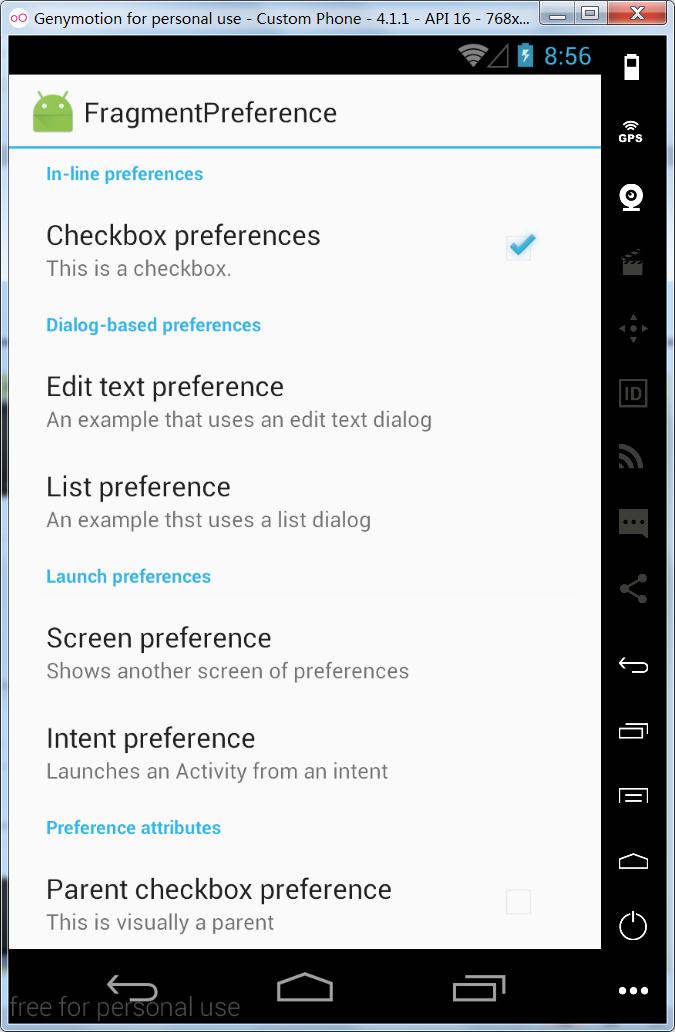 Genymotion for personal use - Custom Phone - 4.1.1 - API 16 - 768x...
8:56
FragmentPreference
GPS
In-line preferences
Checkbox preferences
This is a checkbox.
Dialog-based preferences
Edit text preference
ID
An example that uses an edit text dialog
List preference
An example thst uses a list dialog
Launch preferences
Screen preference
Shows another screen of preferences
Intent preference
Launches an Activity from an intent
Preference attributes
Parent checkbox preference
This is visually a parent
free for personal use